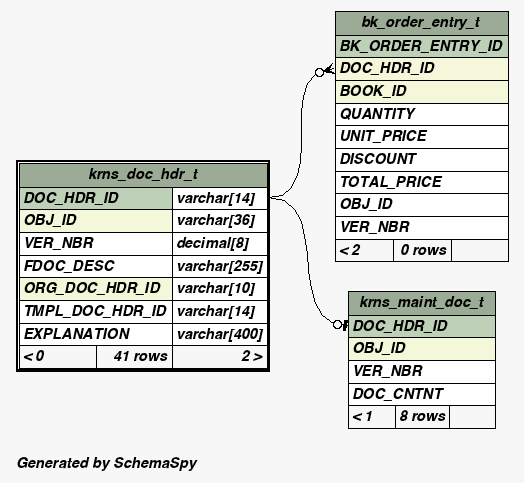 bk_order_entry_t
BK_ORDER_ENTRY_ID
DOC_HDR_ID
BOOK_ID
QUANTITY
UNIT_PRICE
DISCOUNT
TOTAL_PRICE
OBJ_ID
VER_NBR
< 2 0 rows
krns_doc_hdr_t
DOC_HDR_ID varchar[14]
OBJ_ID varchar[36]
VER_NBR decimal[8]
FDOC_DESC varchar[255]
ORG_DOC_HDR_ID varchar[10]
TMPL_DOC_HDR_ID varchar[14]
EXPLANATION varchar[400]
< 0 41 rows 2 >
krns_maint_doc_t
DOC_HDR_ID
OBJ_ID
VER_NBR
DOC_CNTNT
< 1 8 rows
Generated by SchemaSpy